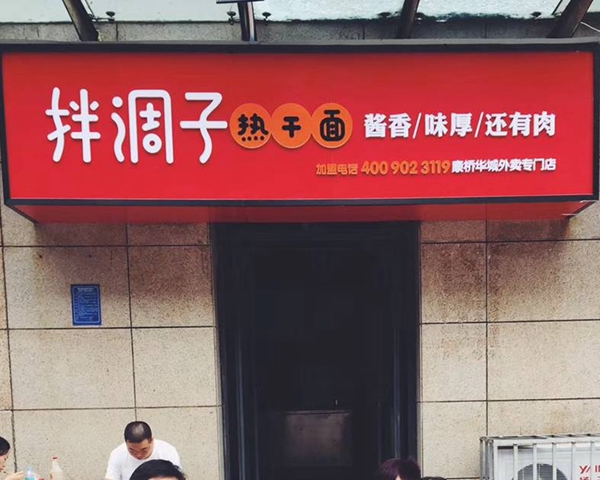 拌调子热干面 酱香/味厚/还有肉
加盟电话 400 902 3119 康桥华城外卖专门店